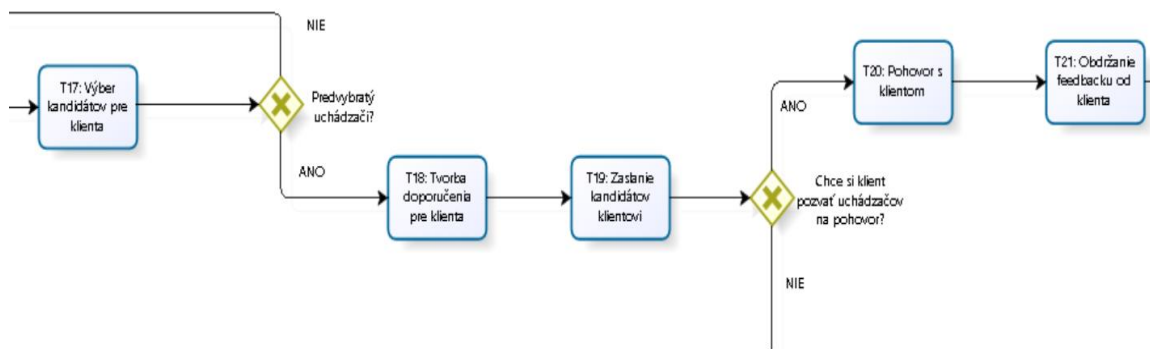 NIE
T17: Výber
kandidátov pre
klienta
Predvybratý
uchádzači?
ANO
T18: Tvorba
doporučenia
pre klienta
T19: Zaslanie
kandidátov
klientovi
Chce si klient
pozvať uchádzačov
na pohovor?
ANO
T20: Pohovor s
klientom
T21: Obdržanie
feedbacku od
klienta
NIE